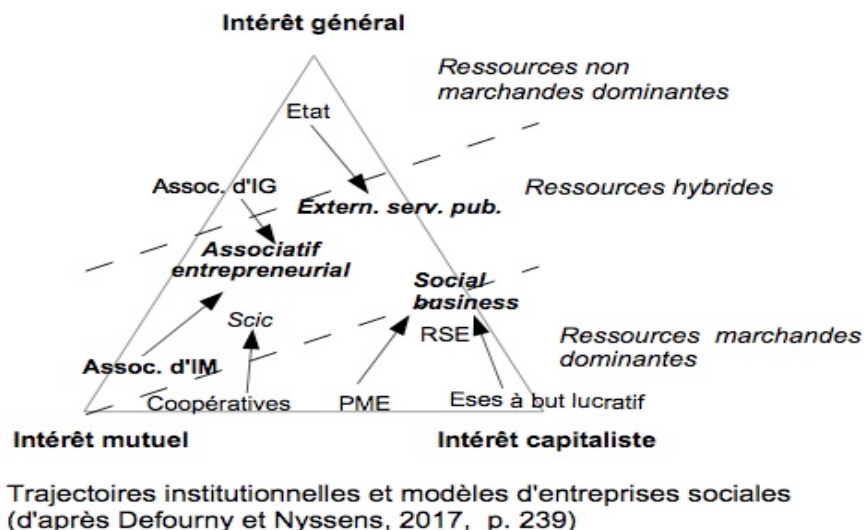 Intérêt général
Ressources non
marchandes dominantes
Etat
Assoc. d'IG
Ressources hybrides
Extern. serv. pub.
Associatif
entrepreneurial
Social
business
Scic
RSE
Ressources marchandes
dominantes
Assoc. d'IM
Coopératives
PME
Eses à but lucratif
Intérêt mutuel
Intérêt capitaliste
Trajectoires institutionnelles et modèles d'entreprises sociales
(d'après Defourny et Nyssens, 2017, p. 239)